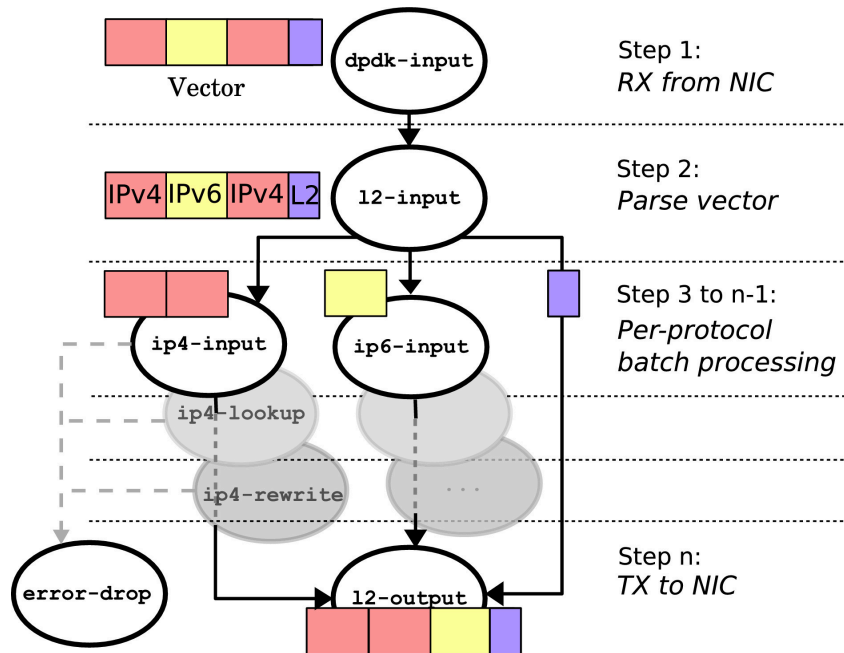 dpdk-input
Step 1:
RX from NIC
Vector
IPv4 IPv6 IPv4 L2
l2-input
Step 2:
Parse vector
ip4-input
ip6-input
Step 3 to n-1:
Per-protocol
batch processing
ip4-lookup
ip4-rewrite
...
error-drop
l2-output
Step n:
TX to NIC